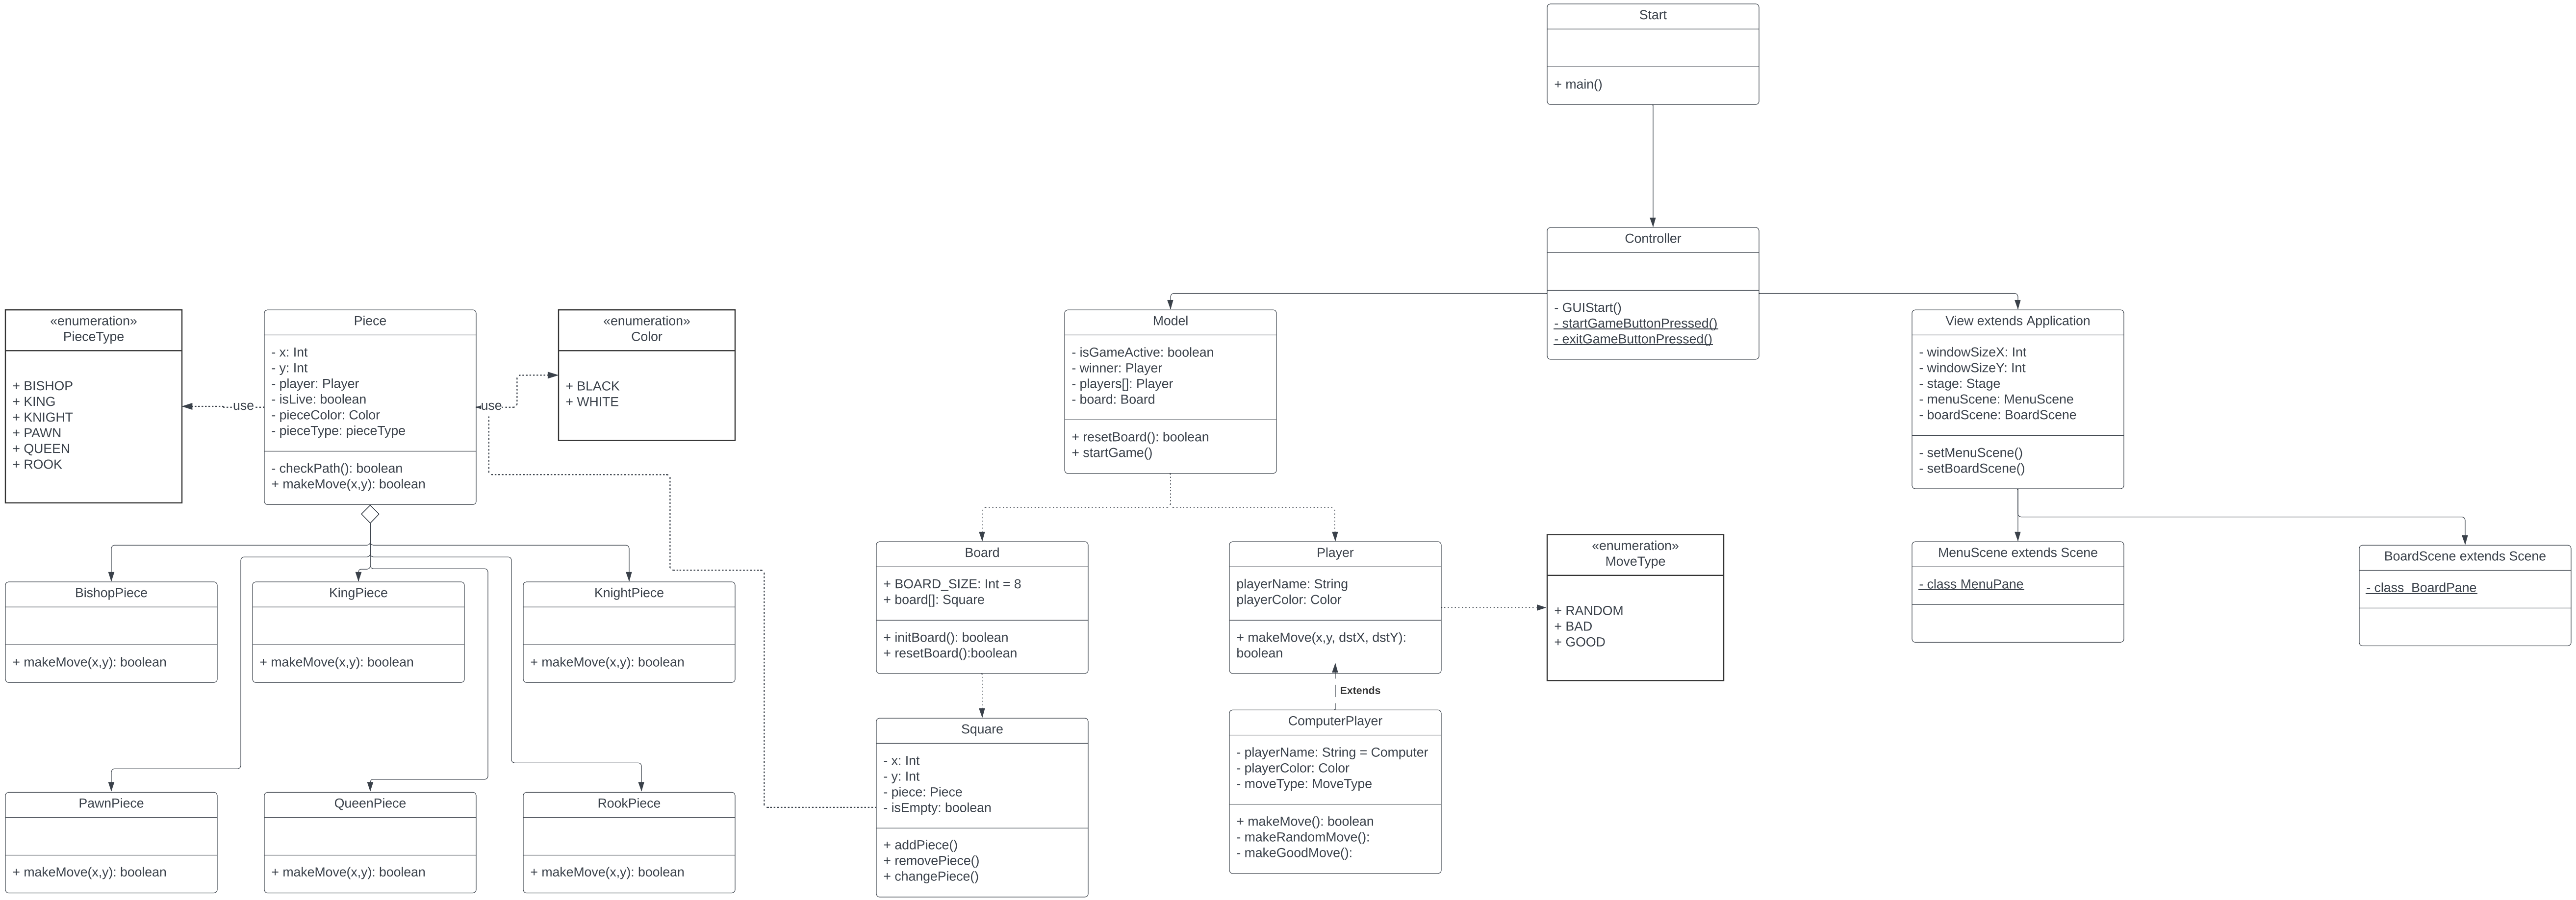 Start
+ main()
Controller
- GUIStart()
- startGameButtonPressed()
- exitGameButtonPressed()
«enumeration»
PieceType
+ BISHOP
+ KING
+ KNIGHT
+ PAWN
+ QUEEN
+ ROOK
use
Piece
- x: Int
- y: Int
- player: Player
- isLive: boolean
- pieceColor: Color
- pieceType: pieceType
- checkPath(): boolean
+ makeMove(x,y): boolean
use
«enumeration»
Color
+ BLACK
+ WHITE
Model
- isGameActive: boolean
- winner: Player
- players[]: Player
- board: Board
+ resetBoard(): boolean
+ startGame()
View extends Application
- windowSizeX: Int
- windowSizeY: Int
- stage: Stage
- menuScene: MenuScene
- boardScene: BoardScene
- setMenuScene()
- setBoardScene()
BishopPiece
+ makeMove(x,y): boolean
KingPiece
+ makeMove(x,y): boolean
KnightPiece
+ makeMove(x,y): boolean
Board
+ BOARD_SIZE: Int = 8
+ board[]: Square
+ initBoard(): boolean
+ resetBoard():boolean
Player
playerName: String
playerColor: Color
+ makeMove(x,y, dstX, dstY):
boolean
«enumeration»
MoveType
+ RANDOM
+ BAD
+ GOOD
MenuScene extends Scene
- class MenuPane
BoardScene extends Scene
- class  BoardPane
Extends
PawnPiece
+ makeMove(x,y): boolean
QueenPiece
+ makeMove(x,y): boolean
RookPiece
+ makeMove(x,y): boolean
Square
- x: Int
- y: Int
- piece: Piece
- isEmpty: boolean
+ addPiece()
+ removePiece()
+ changePiece()
ComputerPlayer
- playerName: String = Computer
- playerColor: Color
- moveType: MoveType
+ makeMove(): boolean
- makeRandomMove():
- makeGoodMove():